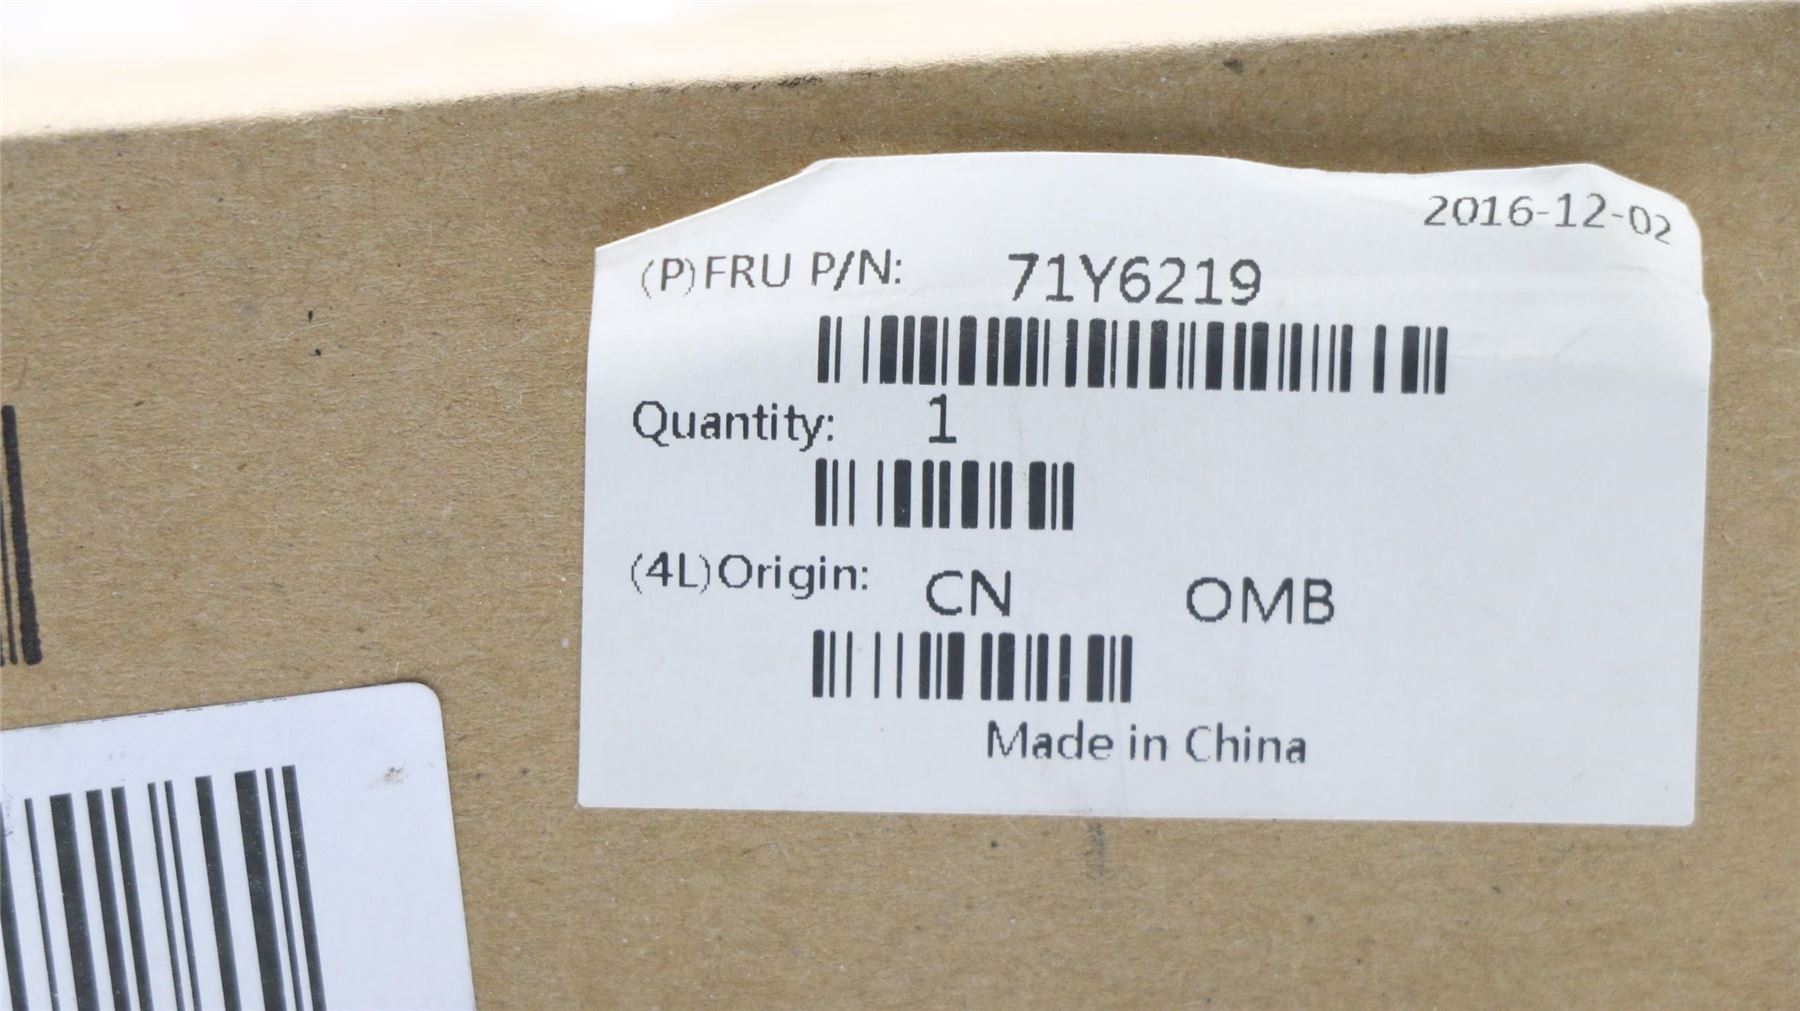 2016-12-02
(P)FRU P/N: 71Y6219
Quantity: 1
(4L)Origin: CN OMB
Made in China